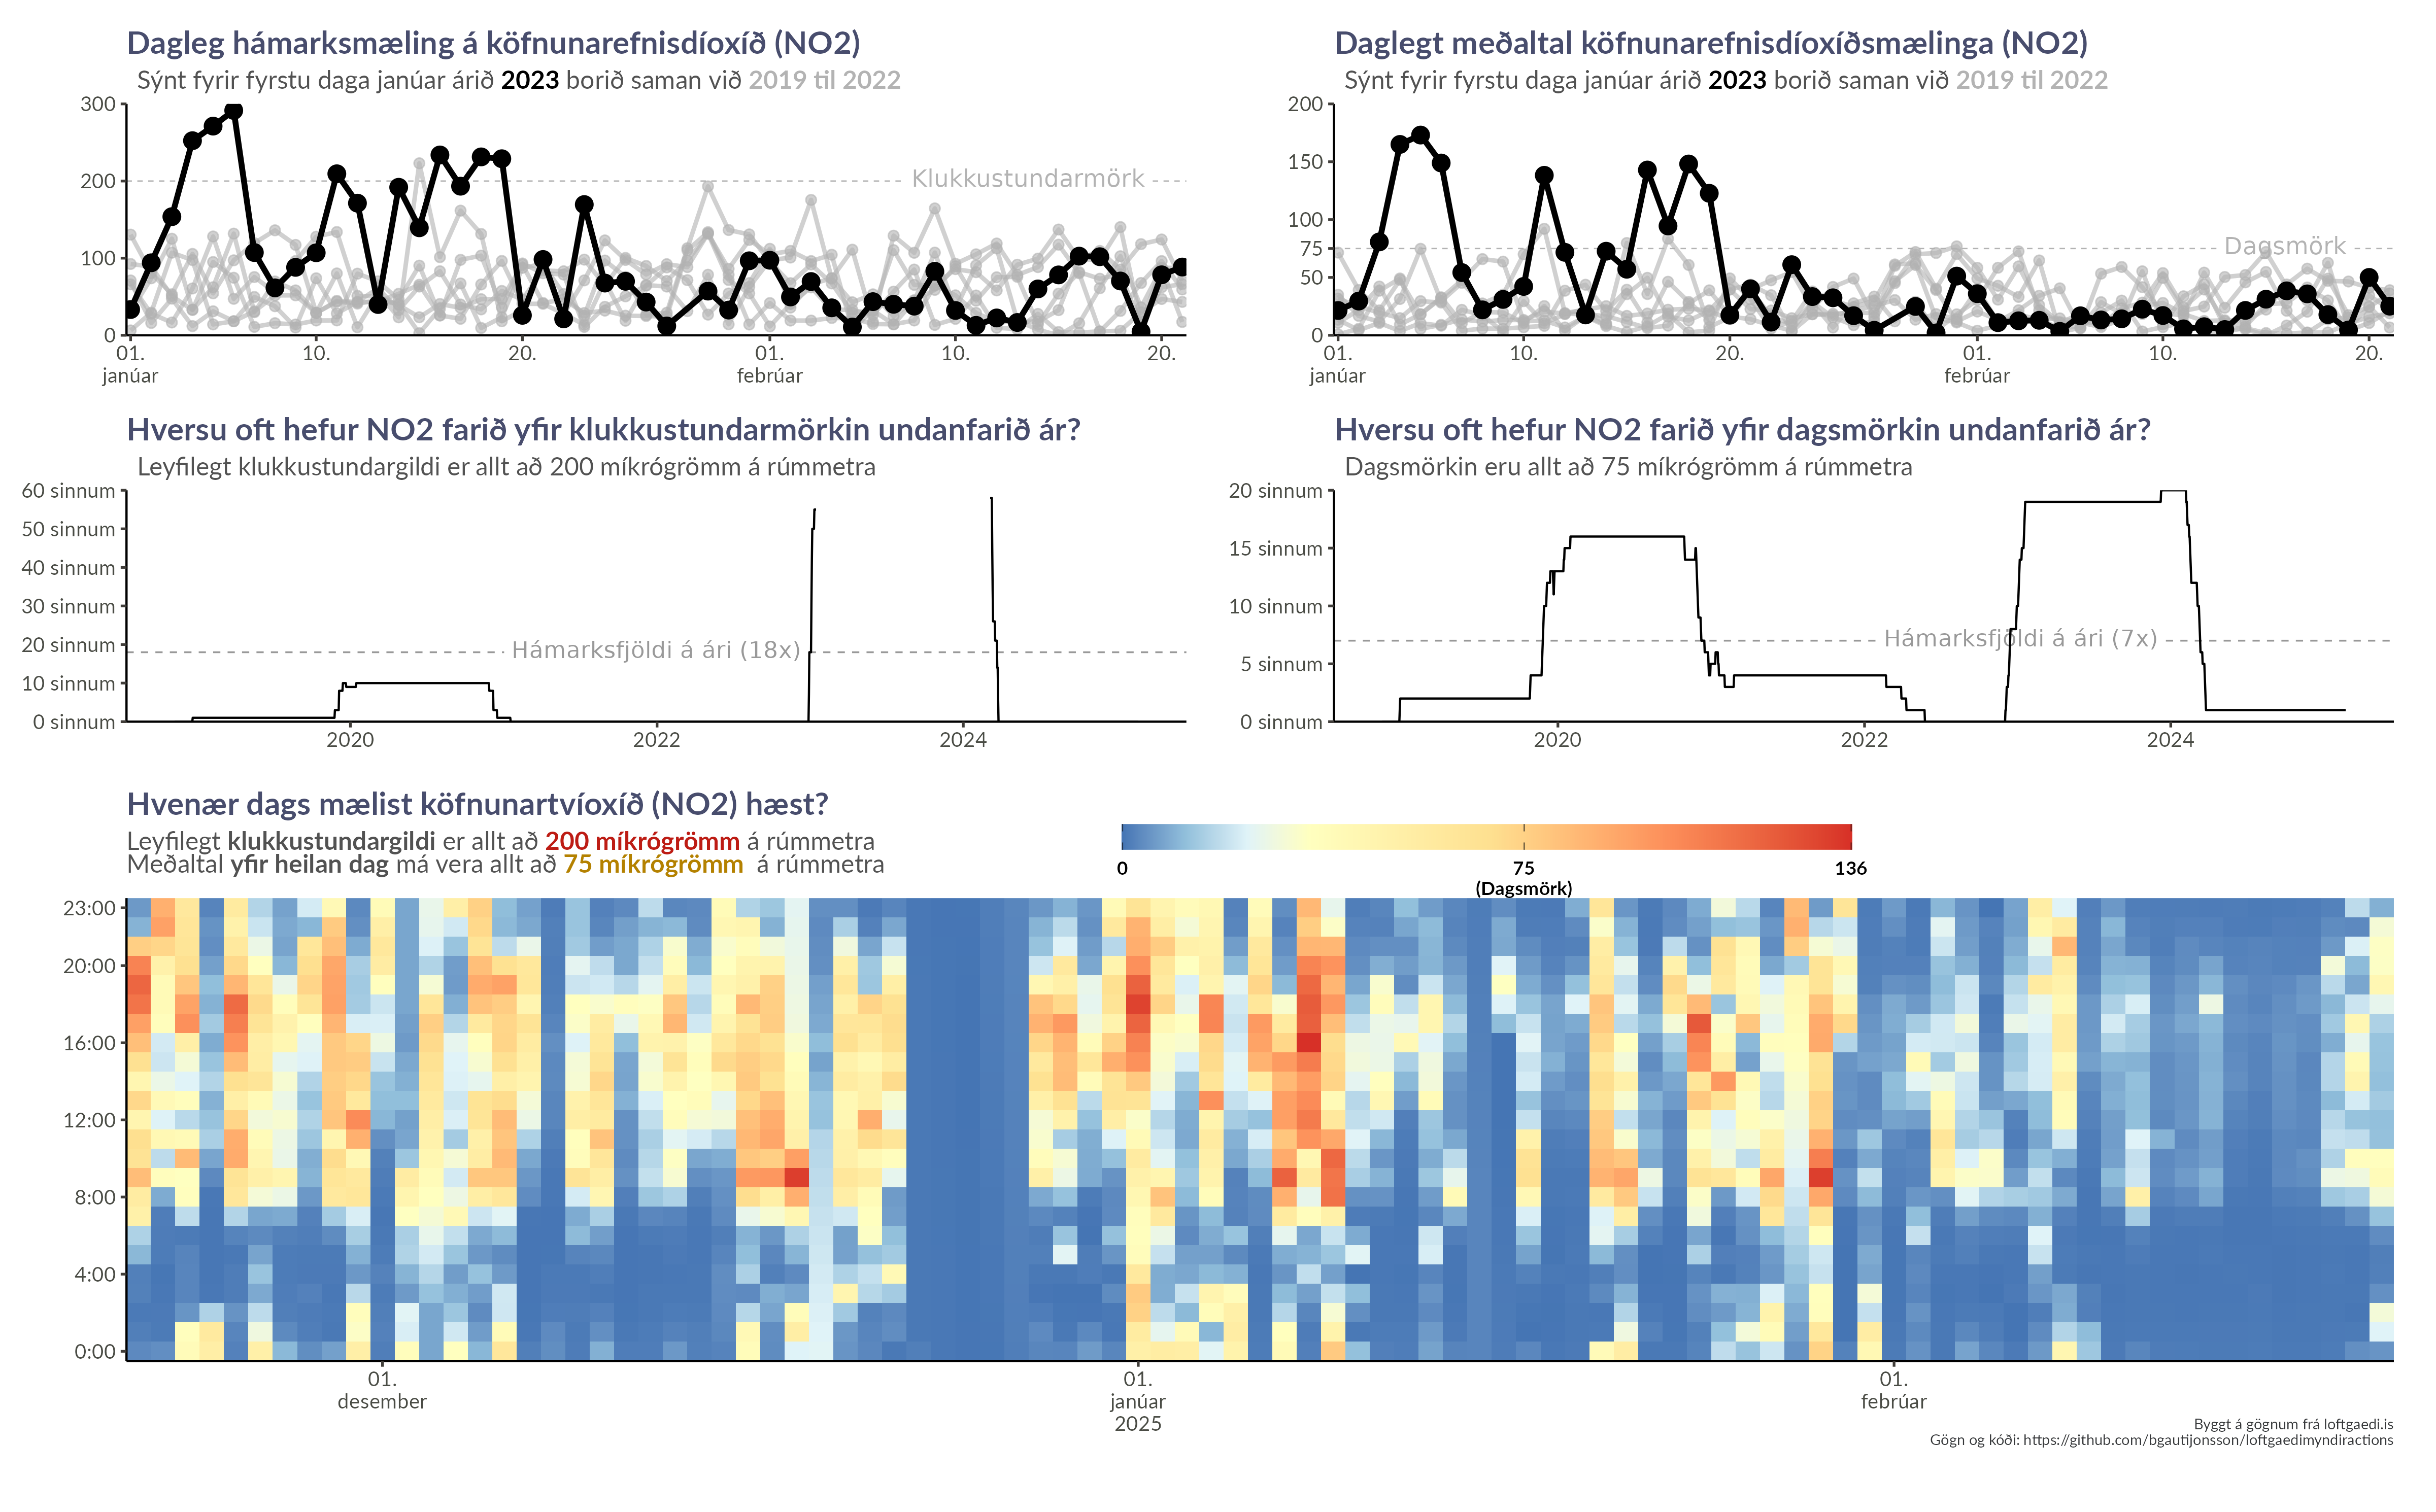 Dagleg hámarksmæling á köfnunarefnisdíoxíð (NO2)
Sýnt fyrir fyrstu daga janúar árið 2023 borið saman við 2019 til 2022
300
200
100
0
Klukkustundarmörk
01.
janúar
10.
20.
01.
febrúar
10.
20.
Daglegt meðaltal köfnunarefnisdíoxíðsmælinga (NO2)
Sýnt fyrir fyrstu daga janúar árið 2023 borið saman við 2019 til 2022
200
150
100
75
50
0
Dagsmörk
01.
janúar
10.
20.
01.
febrúar
10.
20.
Hversu oft hefur NO2 farið yfir klukkustundarmörkin undanfarið ár?
Leyfilegt klukkustundargildi er allt að 200 míkrógrömm á rúmmetra
60 sinnum
50 sinnum
40 sinnum
30 sinnum
20 sinnum
10 sinnum
0 sinnum
Hámarksfjöldi á ári (18x)
2020
2022
2024
Hversu oft hefur NO2 farið yfir dagsmörkin undanfarið ár?
Dagsmörkin eru allt að 75 míkrógrömm á rúmmetra
20 sinnum
15 sinnum
10 sinnum
5 sinnum
0 sinnum
Hámarksfjöldi á ári (7x)
2020
2022
2024
Hvenær dags mælist köfnunartvíoxíð (NO2) hæst?
Leyfilegt klukkustundargildi er allt að 200 míkrógrömm á rúmmetra
Meðaltal yfir heilan dag má vera allt að 75 míkrógrömm á rúmmetra
0
75
(Dagsmörk)
136
23:00
20:00
16:00
12:00
8:00
4:00
0:00
01.
desember
01.
janúar
2025
01.
febrúar
Byggt á gögnum frá loftgaedi.is
Gögn og kóði: https://github.com/bgautijonsson/loftgaedimyndiractions